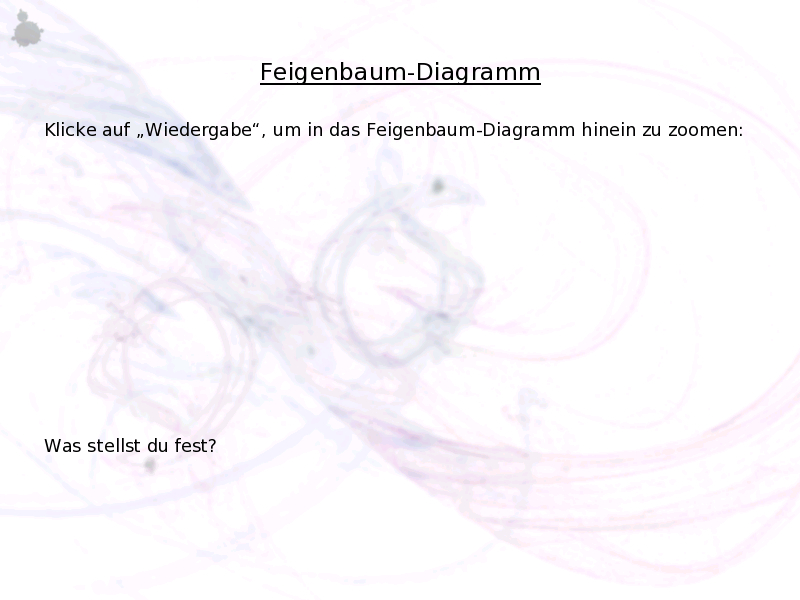 Feigenbaum-Diagramm
Klicke auf „Wiedergabe“, um in das Feigenbaum-Diagramm hinein zu zoomen:
Was stellst du fest?